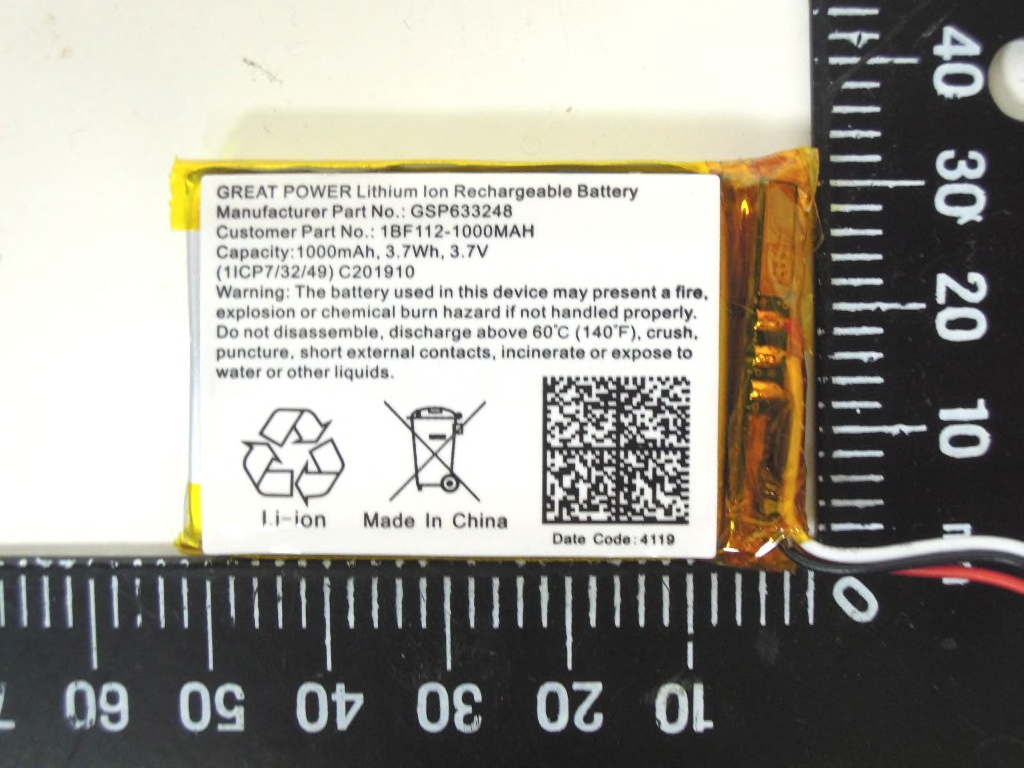 GREAT POWER Lithium Ion Rechargeable Battery
Manufacturer Part No.: GSP633248
Customer Part No.: 1BF112-1000MAH
Capacity:1000mAh, 3.7Wh, 3.7V
(1ICP7/32/49) C201910
Warning: The battery used in this device may present a fire,
explosion or chemical burn hazard if not handled properly.
Do not disassemble, discharge above 60°C (140°F), crush,
puncture, short external contacts, incinerate or expose to
water or other liquids.
Li-ion
Made In China
Date Code:4119
40
30
20
10
0
60
50
40
30
20
10